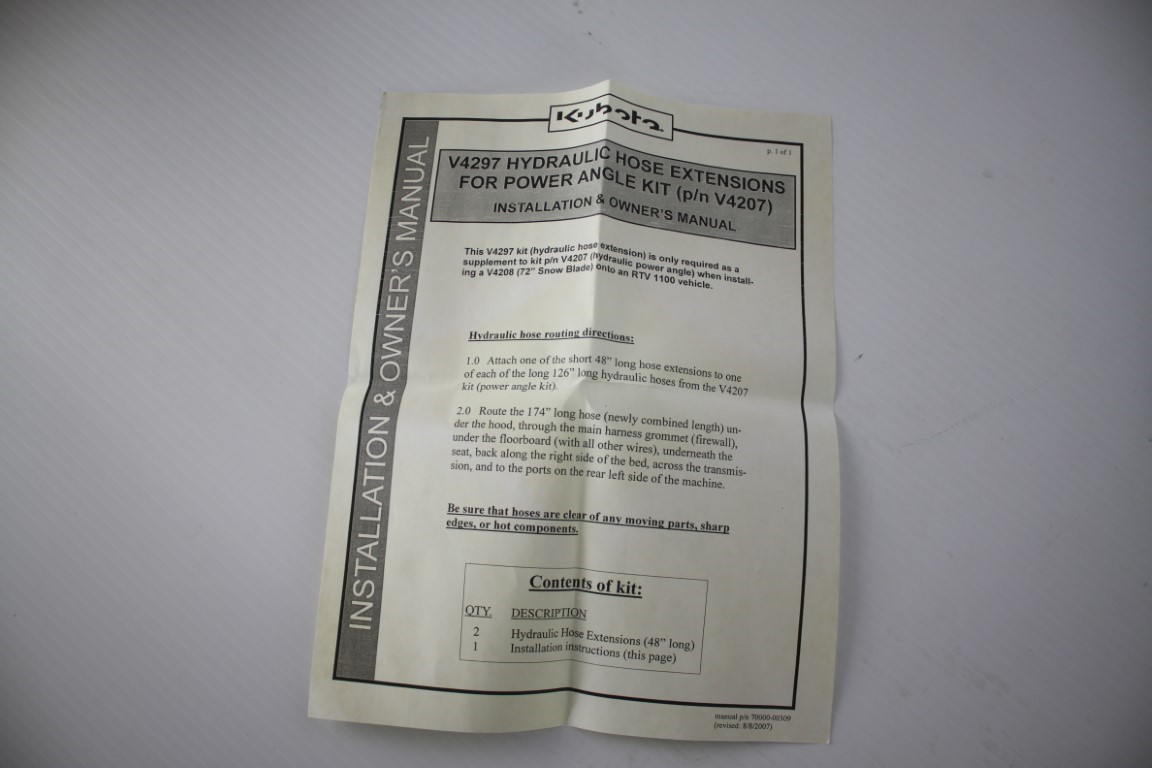 Kubota
p. 1 of 1
INSTALLATION & OWNER'S MANUAL
V4297 HYDRAULIC HOSE EXTENSIONS
FOR POWER ANGLE KIT (p/n V4207)
INSTALLATION & OWNER'S MANUAL
This V4297 kit (hydraulic hose extension) is only required as a
supplement to kit p/n V4207 (hydraulic power angle) when install-
ing a V4208 (72" Snow Blade) onto an RTV 1100 vehicle.
Hydraulic hose routing directions:
1.0 Attach one of the short 48" long hose extensions to one
of each of the long 126" long hydraulic hoses from the V4207
kit (power angle kit).
2.0 Route the 174" long hose (newly combined length) un-
der the hood, through the main harness grommet (firewall),
under the floorboard (with all other wires), underneath the
seat, back along the right side of the bed, across the transmis-
sion, and to the ports on the rear left side of the machine.
Be sure that hoses are clear of any moving parts, sharp
edges, or hot components.
Contents of kit:
QTY. DESCRIPTION
2 Hydraulic Hose Extensions (48" long)
1 Installation instructions (this page)
manual p/n 70000-00309
(revised: 8/8/2007)